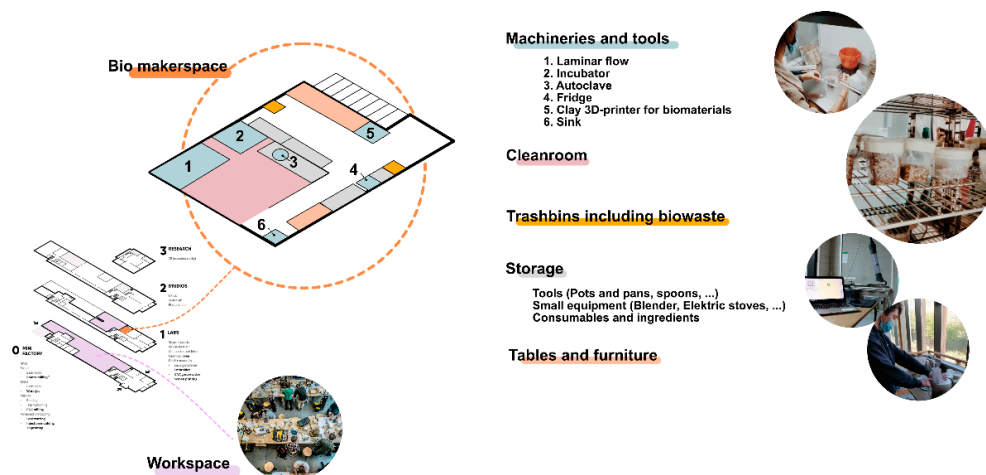 Bio makerspace
1
2
3
4
5
6
Machineries and tools
1. Laminar flow
2. Incubator
3. Autoclave
4. Fridge
5 Clay 3D-printer for biomaterials
6. Sink
Cleanroom
Trashbins including biowaste
Storage
Tools (Pots and pans, spoons, ...)
Small equipment (Blender, Elektric stoves, ...)
Consumables and ingredients
Tables and furniture
3 RESEARCH
2 STUDIOS
1 LABS
0 MINI
FACTORY
Workspace